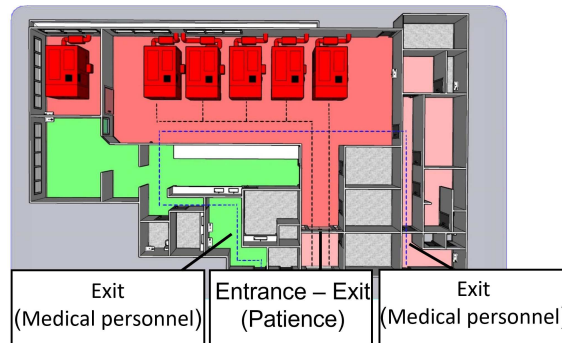 Exit
(Medical personnel)
Entrance – Exit
(Patience)
Exit
(Medical personnel)